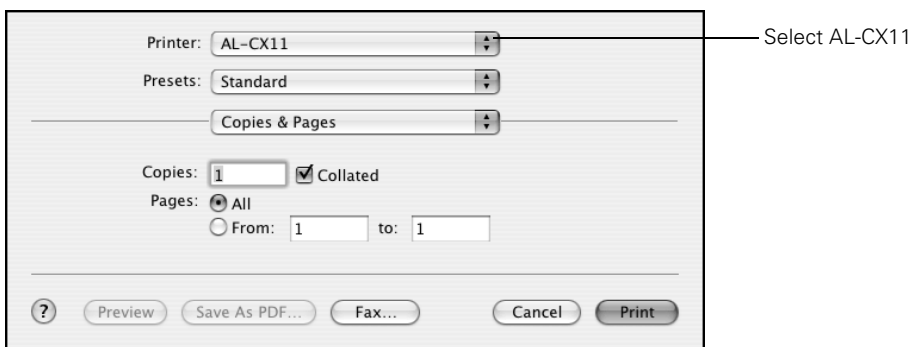 Printer: AL-CX11
Select AL-CX11
Presets: Standard
Copies & Pages
Copies: 1 Collated
Pages: All
From: 1 to: 1
? Preview Save As PDF... Fax... Cancel Print